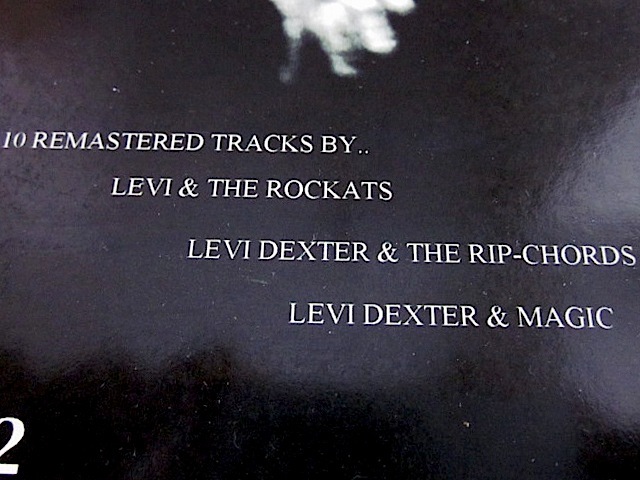 10 REMASTERED TRACKS BY..
LEVI & THE ROCKATS
LEVI DEXTER & THE RIP-CHORDS
LEVI DEXTER & MAGIC
2